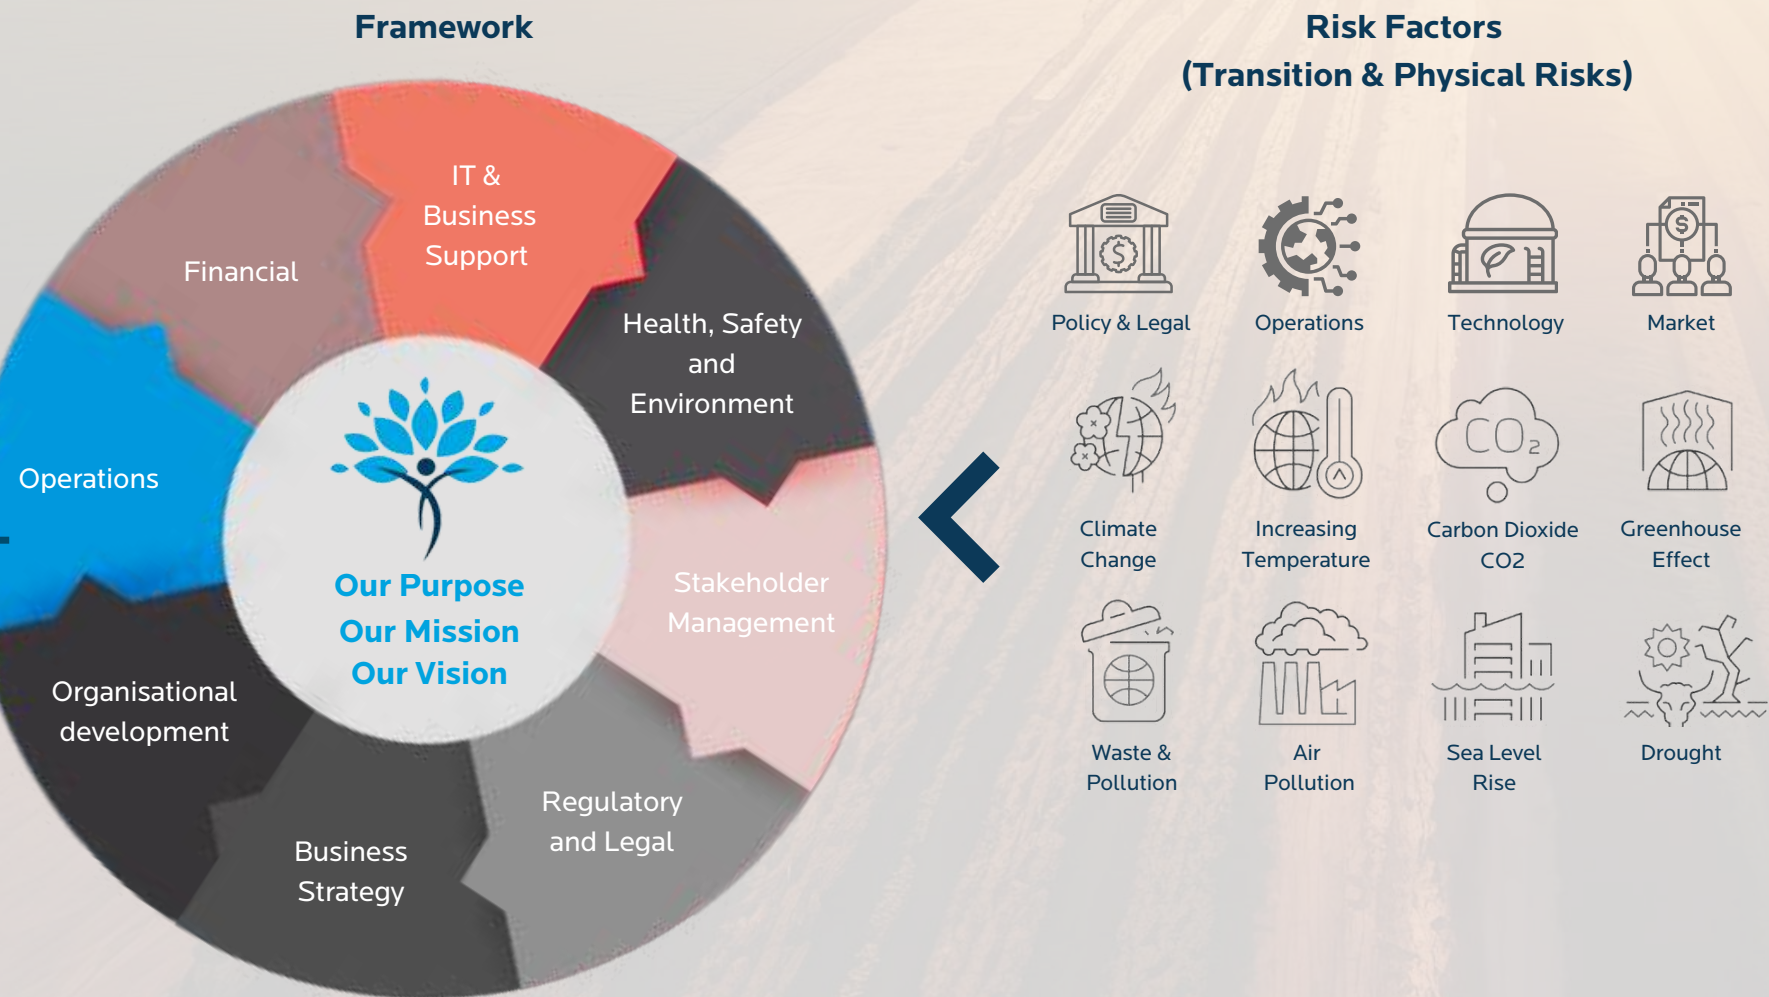 Framework
IT &
Business
Support
Financial
Health, Safety
and
Environment
Operations
Our Purpose
Our Mission
Our Vision
Stakeholder
Management
Organisational
development
Regulatory
and Legal
Business
Strategy
Risk Factors
(Transition & Physical Risks)
$
$
Policy & Legal
Operations
Technology
Market
CO2
Climate
Change
Increasing
Temperature
Carbon Dioxide
CO2
Greenhouse
Effect
Waste &
Pollution
Air
Pollution
Sea Level
Rise
Drought